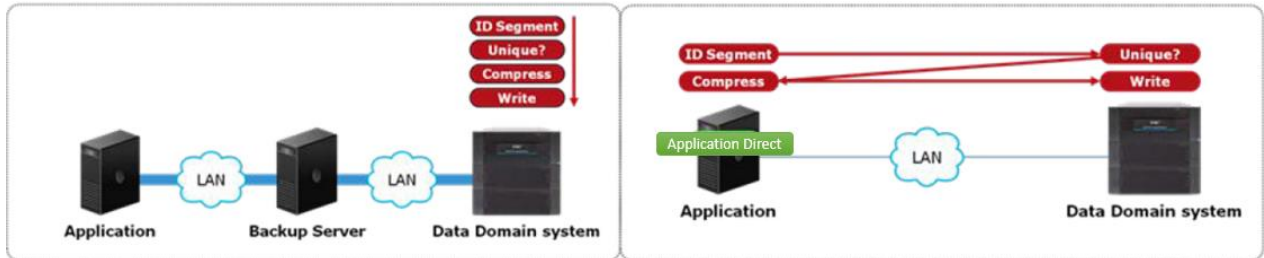 ID Segment
Unique?
Compress
Write
LAN
LAN
Application
Backup Server
Data Domain system
ID Segment
Unique?
Compress
Write
Application Direct
LAN
Application
Data Domain system